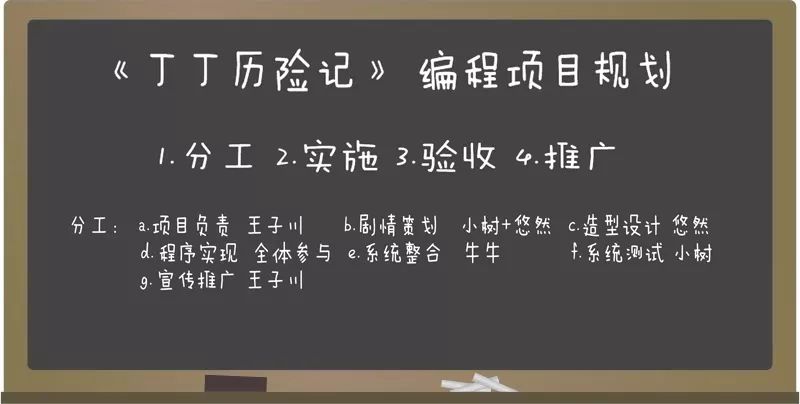 《丁丁历险记》 编程项目规划
1.分工 2.实施 3.验收 4.推广
分工： a.项目负责 王子川 b.剧情策划 小树+悠然 c.造型设计 悠然
d.程序实现 全体参与 e.系统整合 牛牛 f.系统测试 小树
g.宣传推广 王子川